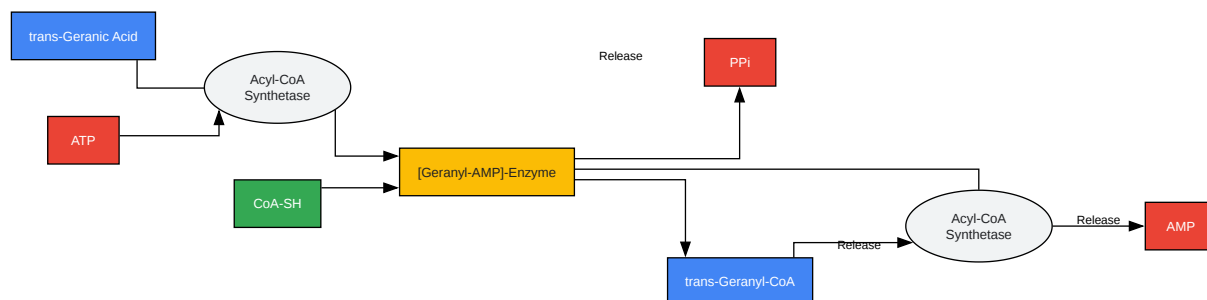 trans-Geranic Acid
Acyl-CoA
Synthetase
Release
PPi
ATP
[Geranyl-AMP]-Enzyme
CoA-SH
Acyl-CoA
Synthetase
Release
AMP
Release
trans-Geranyl-CoA